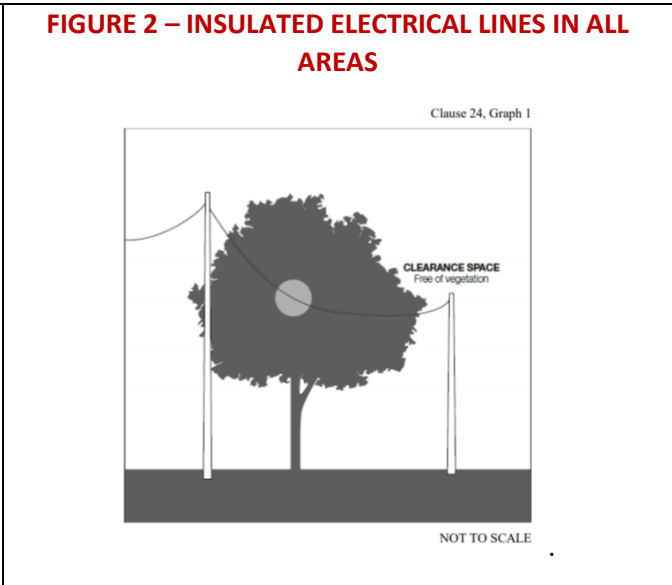 FIGURE 2 – INSULATED ELECTRICAL LINES IN ALL
AREAS
Clause 24, Graph 1
CLEARANCE SPACE
Free of vegetation
NOT TO SCALE
.